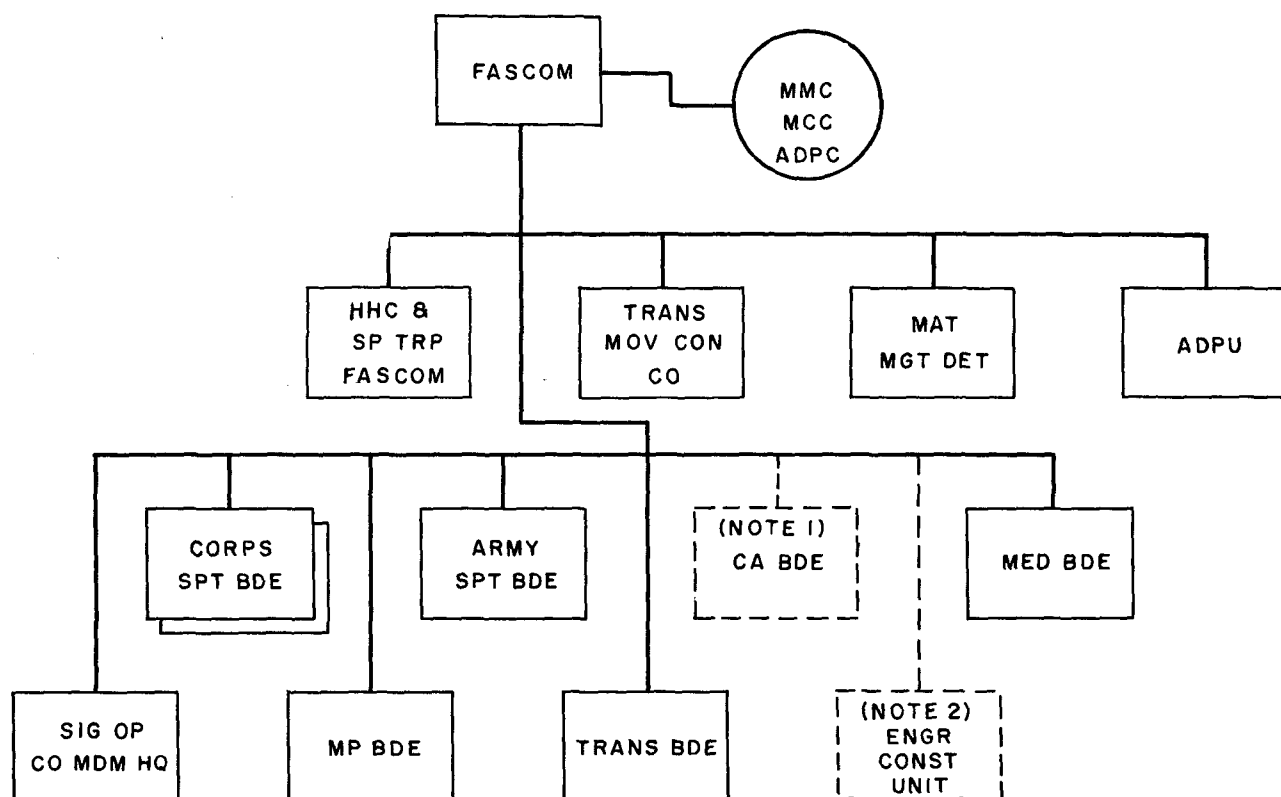 FASCOM
MMC
MCC
ADPC
HHC &
SP TRP
FASCOM
TRANS
MOV CON
CO
MAT
MGT DET
ADPU
CORPS
SPT BDE
ARMY
SPT BDE
(NOTE 1)
CA BDE
MED BDE
SIG OP
CO MDM HQ
MP BDE
TRANS BDE
(NOTE 2)
ENGR
CONST
UNIT